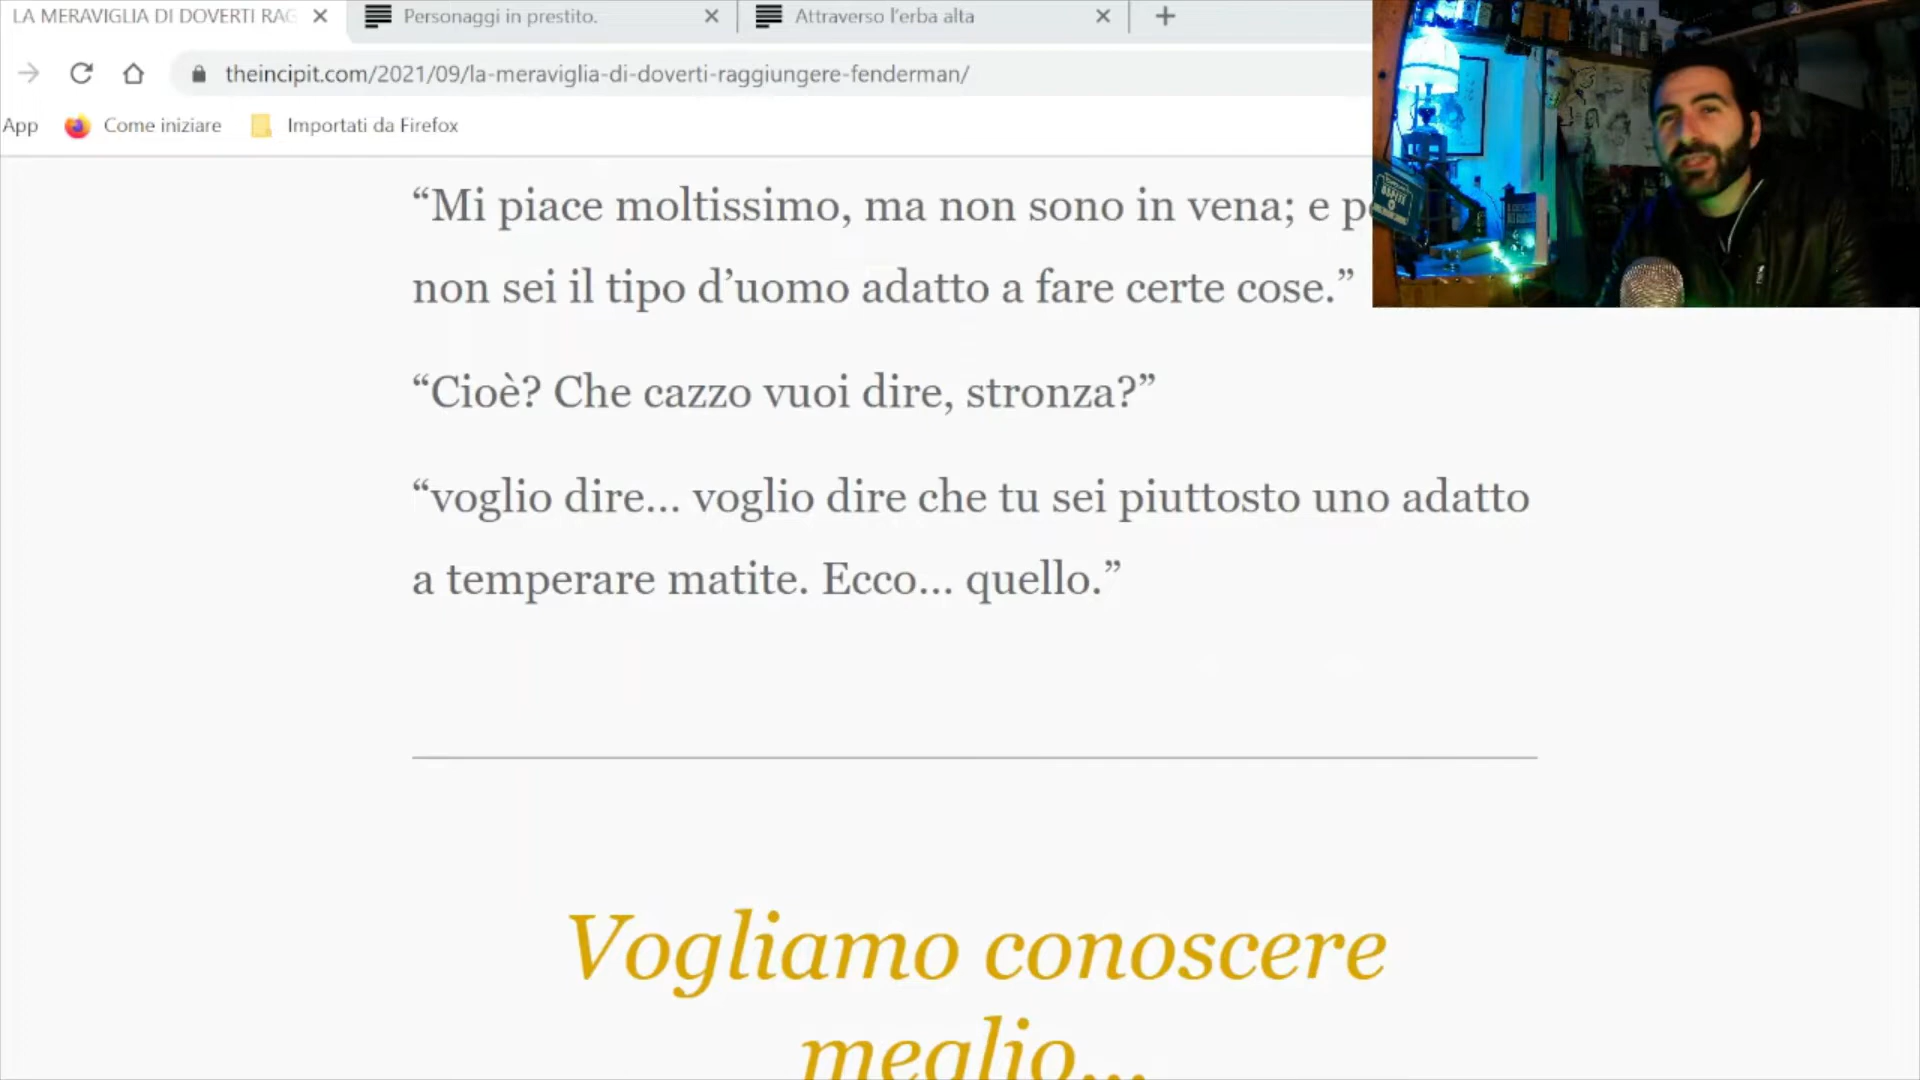 LA MERAVIGLIA DI DOVERTI RAG
Personaggi in prestito.
Attraverso l'erba alta
theincipit.com/2021/09/la-meraviglia-di-doverti-raggiungere-fenderman/
App
Come iniziare
Importati da Firefox
“Mi piace moltissimo, ma non sono in vena; e p
non sei il tipo d’uomo adatto a fare certe cose.”
“Cioè? Che cazzo vuoi dire, stronza?”
“voglio dire... voglio dire che tu sei piuttosto uno adatto
a temperare matite. Ecco... quello.”
Vogliamo conoscere
meglio...